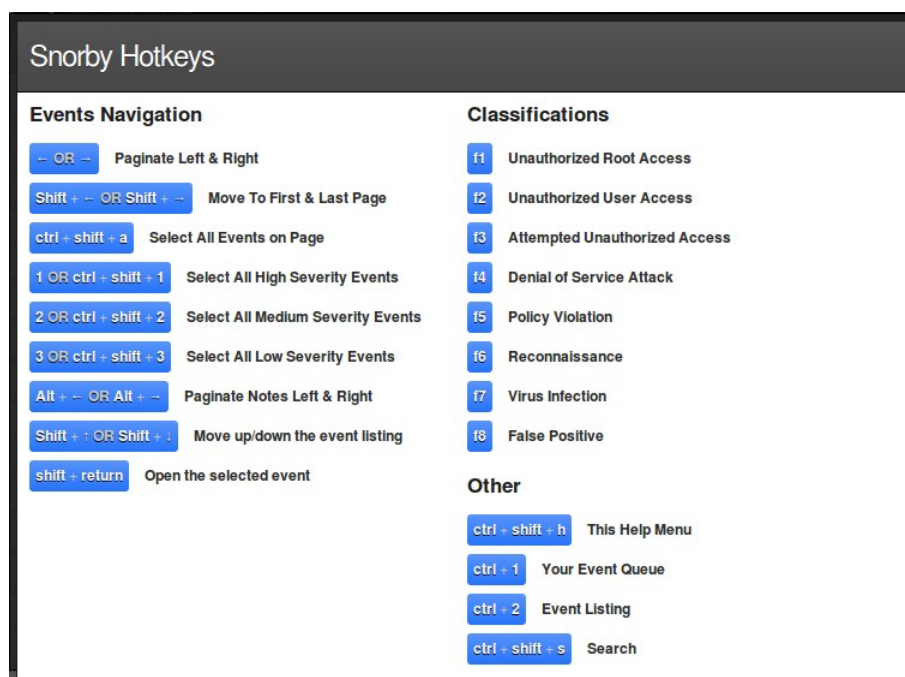 Snorby Hotkeys
Events Navigation
← OR → Paginate Left & Right
Shift + ← OR Shift + → Move To First & Last Page
ctrl + shift + a Select All Events on Page
1 OR ctrl + shift + 1 Select All High Severity Events
2 OR ctrl + shift + 2 Select All Medium Severity Events
3 OR ctrl + shift + 3 Select All Low Severity Events
Alt + ← OR Alt + → Paginate Notes Left & Right
Shift + ↑ OR Shift + ↓ Move up/down the event listing
shift + return Open the selected event
Classifications
f1 Unauthorized Root Access
f2 Unauthorized User Access
f3 Attempted Unauthorized Access
f4 Denial of Service Attack
f5 Policy Violation
f6 Reconnaissance
f7 Virus Infection
f8 False Positive
Other
ctrl + shift + h This Help Menu
ctrl + 1 Your Event Queue
ctrl + 2 Event Listing
ctrl + shift + s Search